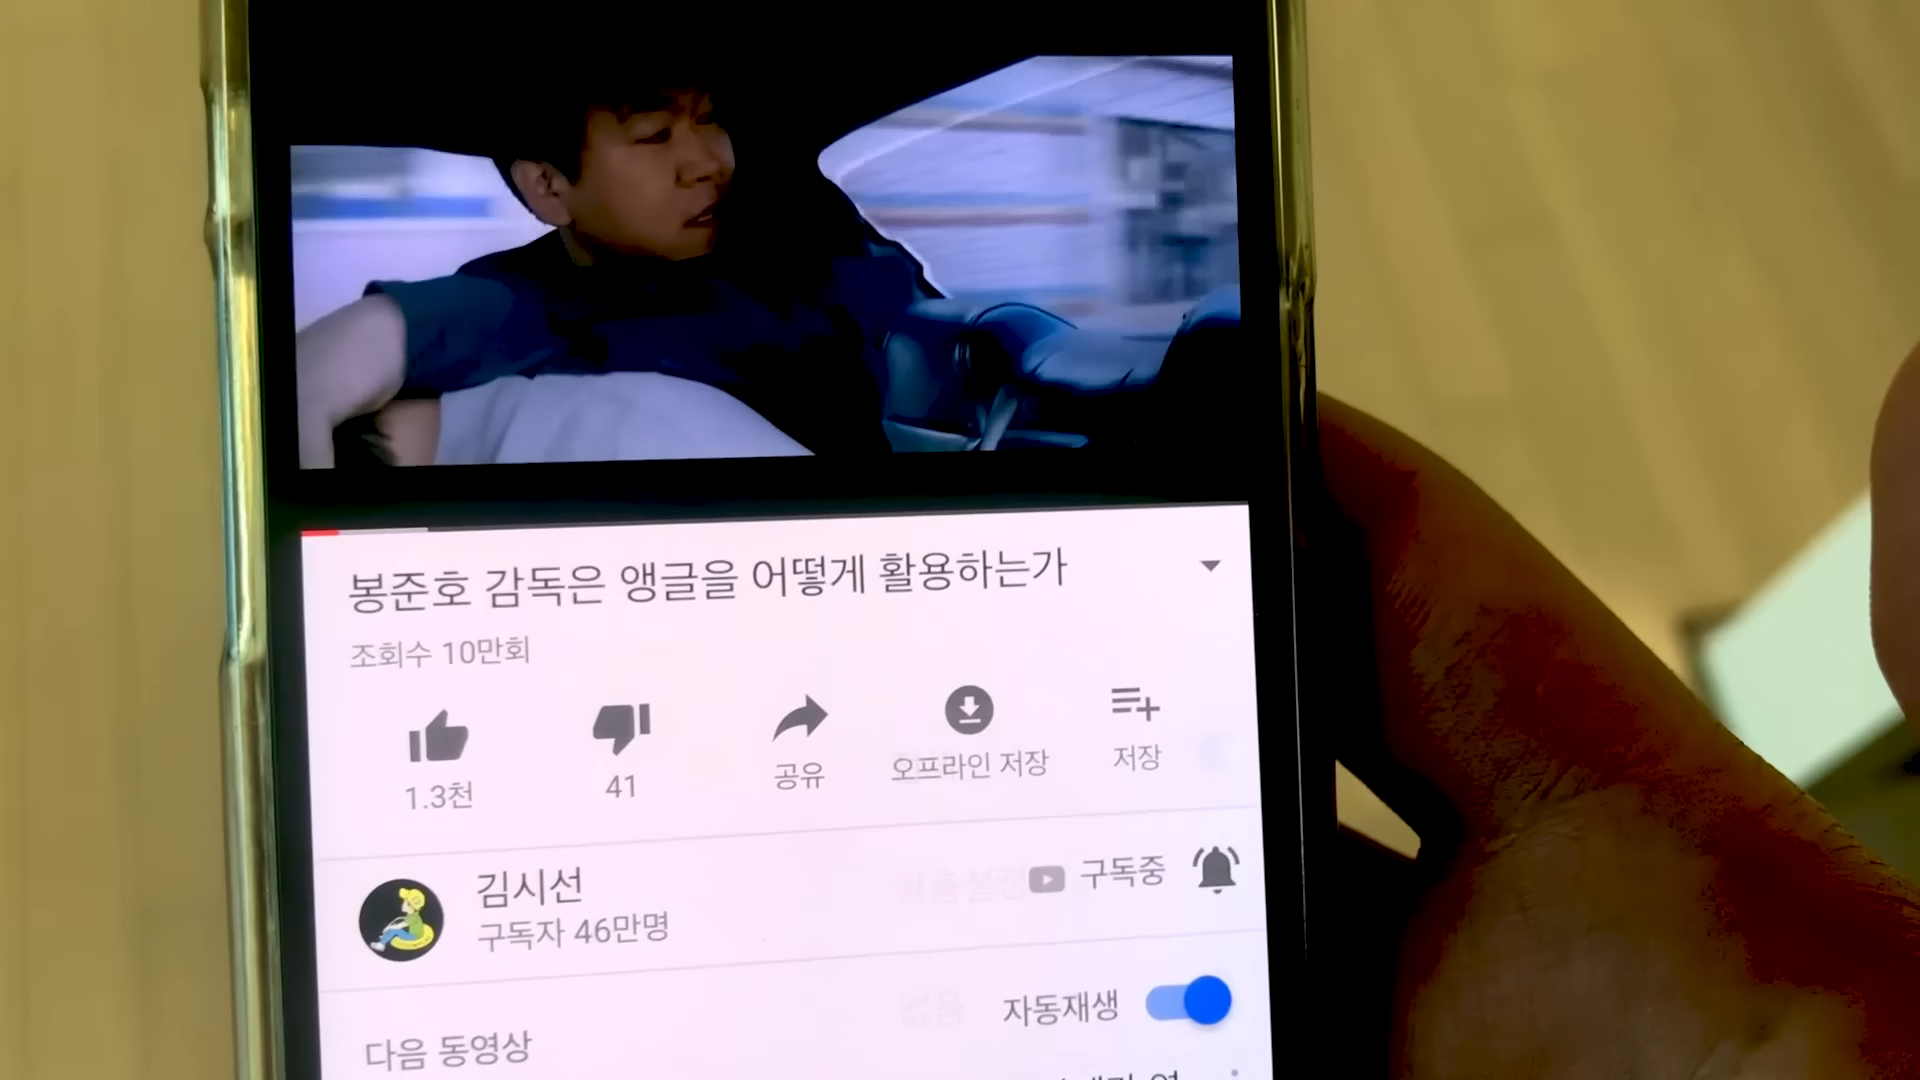 봉준호 감독은 앵글을 어떻게 활용하는가
조회수 10만회
1.3천
41
공유
오프라인 저장
저장
김시선
구독자 46만명
구독중
자동재생
다음 동영상